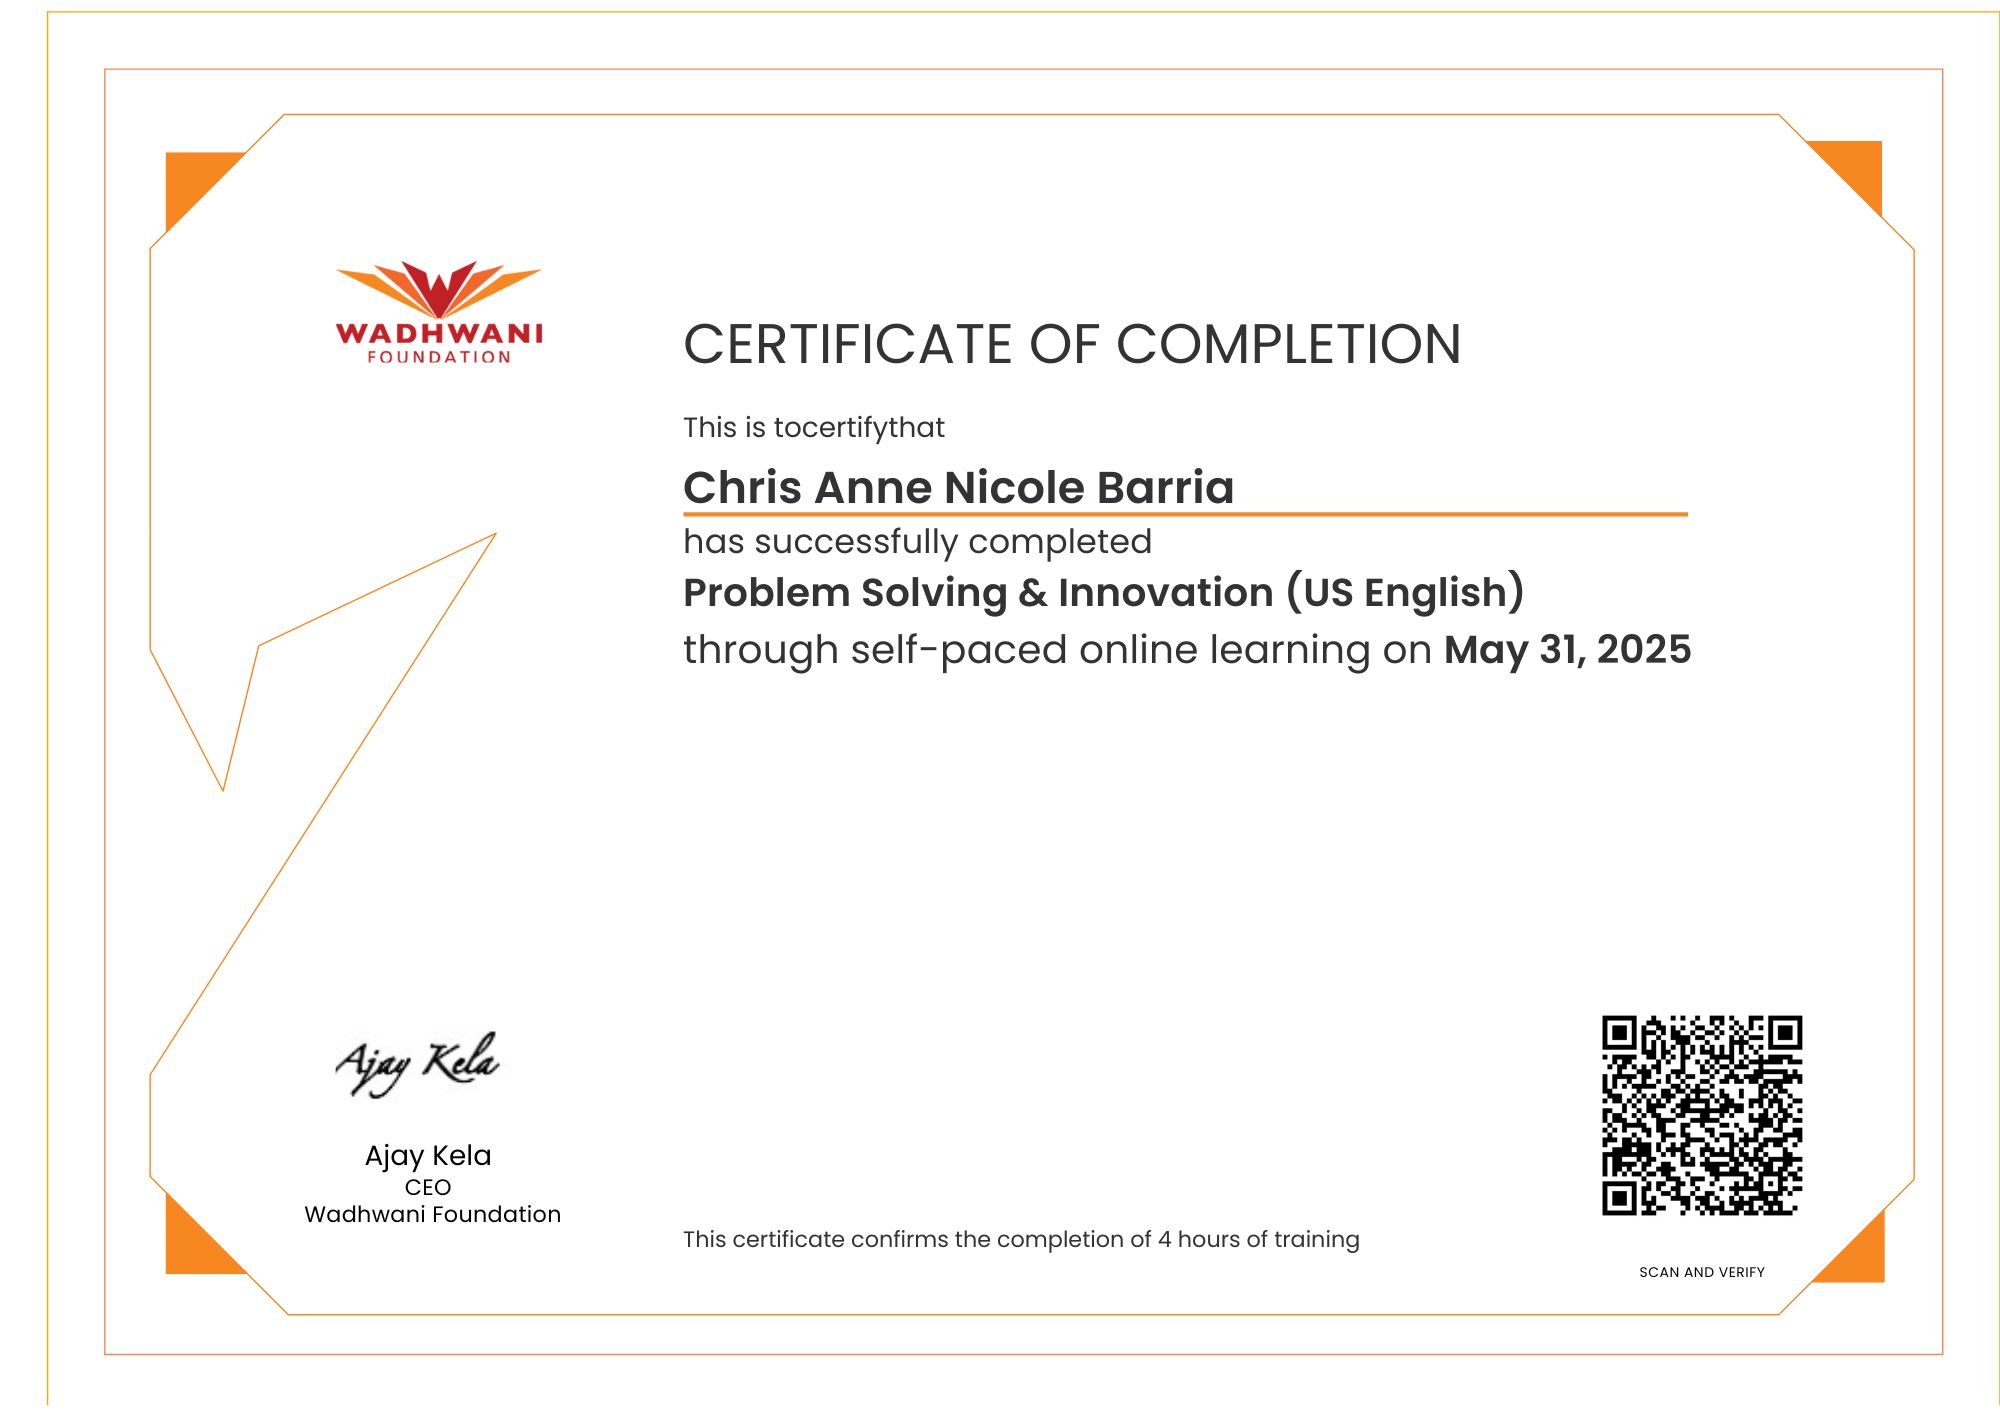 WADHWANI
FOUNDATION
CERTIFICATE OF COMPLETION
This is tocertifythat
Chris Anne Nicole Barria
has successfully completed
Problem Solving & Innovation (US English)
through self-paced online learning on May 31, 2025
Ajay Kela
Ajay Kela
CEO
Wadhwani Foundation
This certificate confirms the completion of 4 hours of training
SCAN AND VERIFY